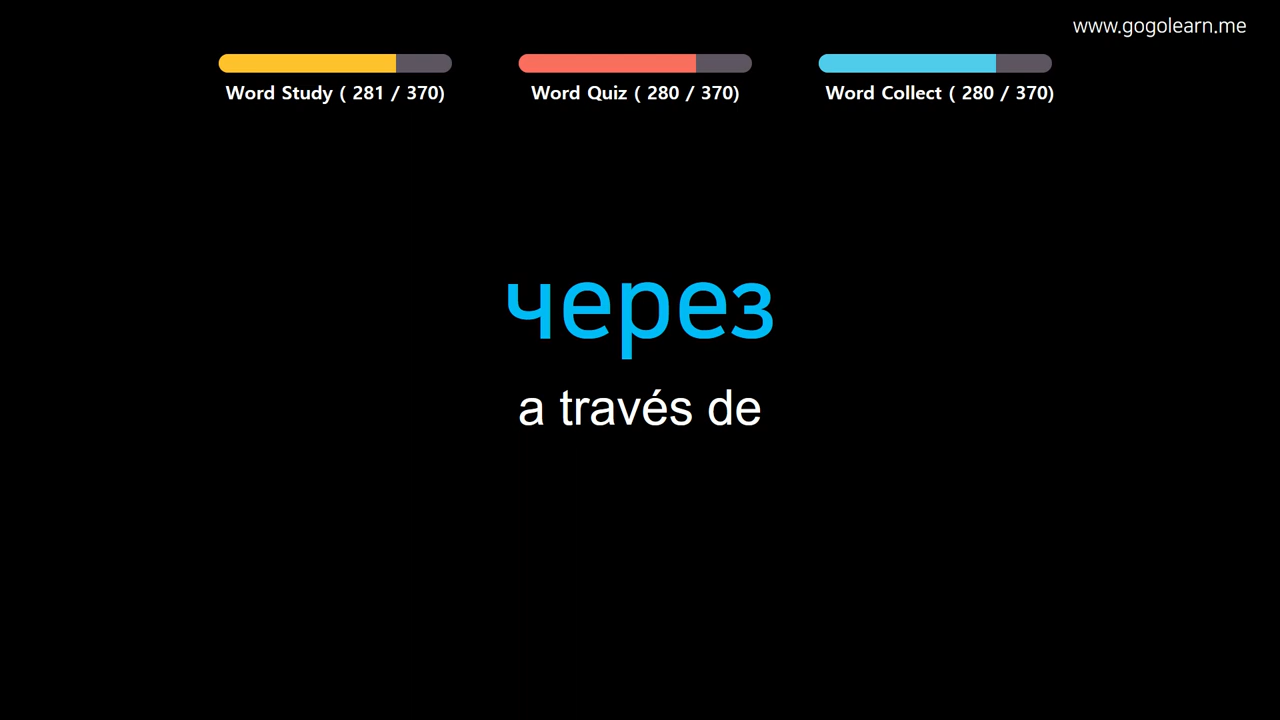 www.gogolearn.me
Word Study ( 281 / 370)
Word Quiz ( 280 / 370)
Word Collect ( 280 / 370)
через
a través de